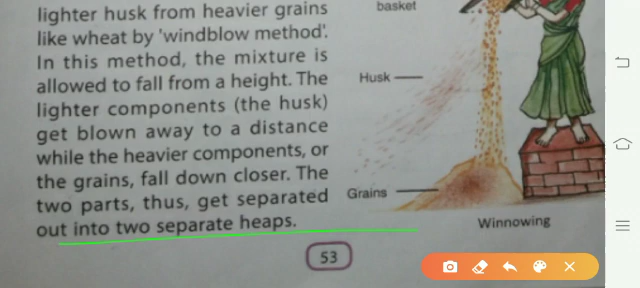 lighter husk from heavier grains
like wheat by 'windblow method'.
In this method, the mixture is
allowed to fall from a height. The
lighter components (the husk)
get blown away to a distance
while the heavier components, or
the grains, fall down closer. The
two parts, thus, get separated
out into two separate heaps.
basket
Husk
Grains
Winnowing
53